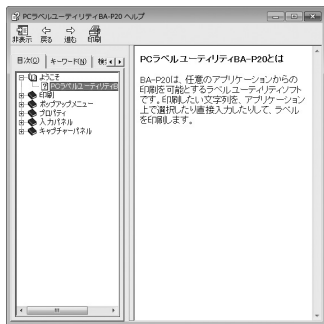 PCラベルユーティリティBA-P20 ヘルプ
非表示 戻る 進む 印刷
目次(C) キーワード(N) 検
ようこそ
PCラベルユーティリティB
印刷
ポップアップメニュー
プロパティ
入力パネル
キャプチャーパネル
PCラベルユーティリティBA-P20とは
BA-P20は、任意のアプリケーションからの
印刷を可能とするラベルユーティリティソフト
です。印刷したい文字列を、アプリケーション
上で選択したり直接入力したりして、ラベル
を印刷します。